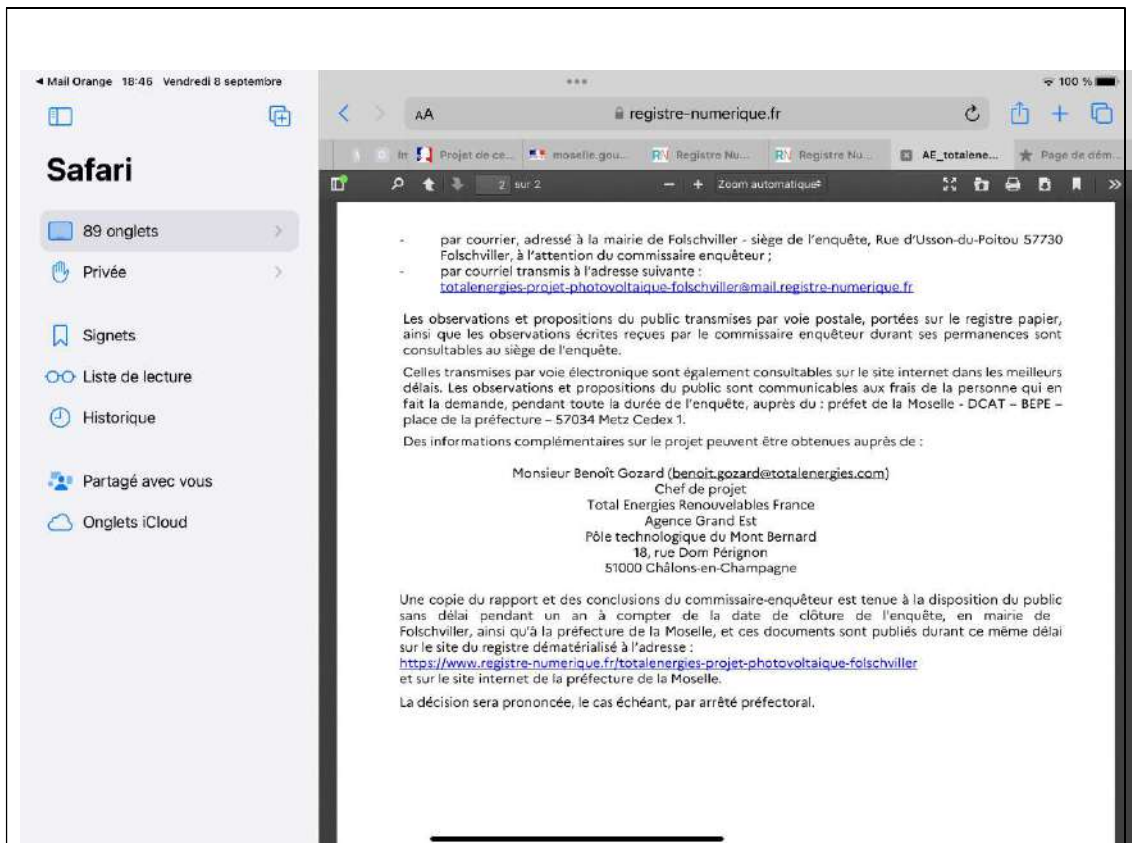 ◄ Mail Orange 18:46 Vendredi 8 septembre
100 %
Safari
89 onglets
Privée
Signets
Liste de lecture
Historique
Partagé avec vous
Onglets iCloud
AA registre-numerique.fr
Projet de ce... moselle.gou... RN Registre Nu... RN Registre Nu... AE_totalene... Page de dém...
2 sur 2 − + Zoom automatique
- par courrier, adressé à la mairie de Folschviller - siège de l'enquête, Rue d'Usson-du-Poitou 57730
Folschviller, à l'attention du commissaire enquêteur ;
- par courriel transmis à l'adresse suivante :
totalenergies-projet-photovoltaique-folschviller@mail.registre-numerique.fr
Les observations et propositions du public transmises par voie postale, portées sur le registre papier,
ainsi que les observations écrites reçues par le commissaire enquêteur durant ses permanences sont
consultables au siège de l'enquête.
Celles transmises par voie électronique sont également consultables sur le site internet dans les meilleurs
délais. Les observations et propositions du public sont communicables aux frais de la personne qui en
fait la demande, pendant toute la durée de l'enquête, auprès du : préfet de la Moselle - DCAT – BEPE –
place de la préfecture – 57034 Metz Cedex 1.
Des informations complémentaires sur le projet peuvent être obtenues auprès de :
Monsieur Benoît Gozard (benoit.gozard@totalenergies.com)
Chef de projet
Total Energies Renouvelables France
Agence Grand Est
Pôle technologique du Mont Bernard
18, rue Dom Pérignon
51000 Châlons-en-Champagne
Une copie du rapport et des conclusions du commissaire-enquêteur est tenue à la disposition du public
sans délai pendant un an à compter de la date de clôture de l'enquête, en mairie de
Folschviller, ainsi qu'à la préfecture de la Moselle, et ces documents sont publiés durant ce même délai
sur le site du registre dématérialisé à l'adresse :
https://www.registre-numerique.fr/totalenergies-projet-photovoltaique-folschviller
et sur le site internet de la préfecture de la Moselle.
La décision sera prononcée, le cas échéant, par arrêté préfectoral.